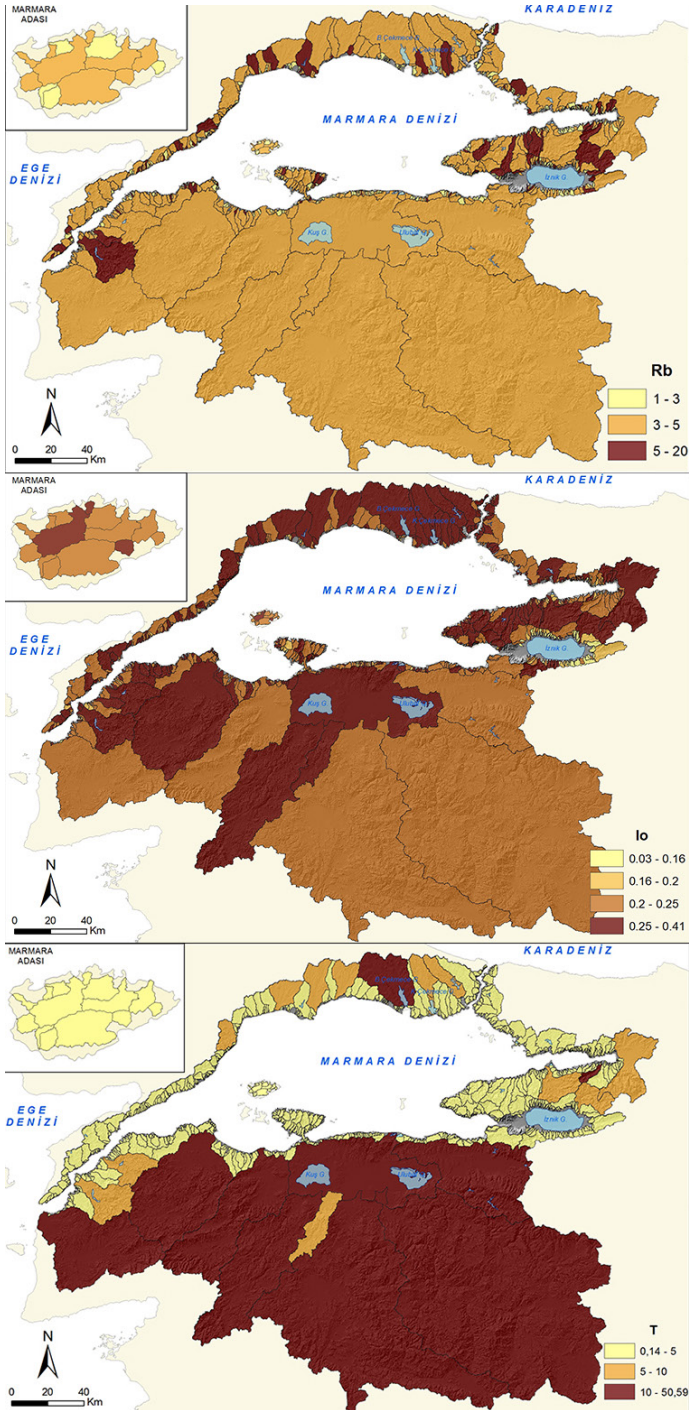 MARMARA
ADASI
KARADENIZ
B.Çekmece G.
MARMARA DENİZİ
EGE
DENİZİ
İznik G.
Kuş G.
N
0 20 40
Km
Rb
1 - 3
3 - 5
5 - 20
MARMARA
ADASI
KARADENİZ
B.Çekmece G.
MARMARA DENİZİ
EGE
DENİZİ
İznik G.
Kuş G.
N
0 20 40
Km
Io
0.03 - 0.16
0.16 - 0.2
0.2 - 0.25
0.25 - 0.41
MARMARA
ADASI
KARADENİZ
B.Çekmece G.
MARMARA DENİZİ
EGE
DENİZİ
İznik G.
Kuş G.
N
0 20 40
Km
T
0,14 - 5
5 - 10
10 - 50,59